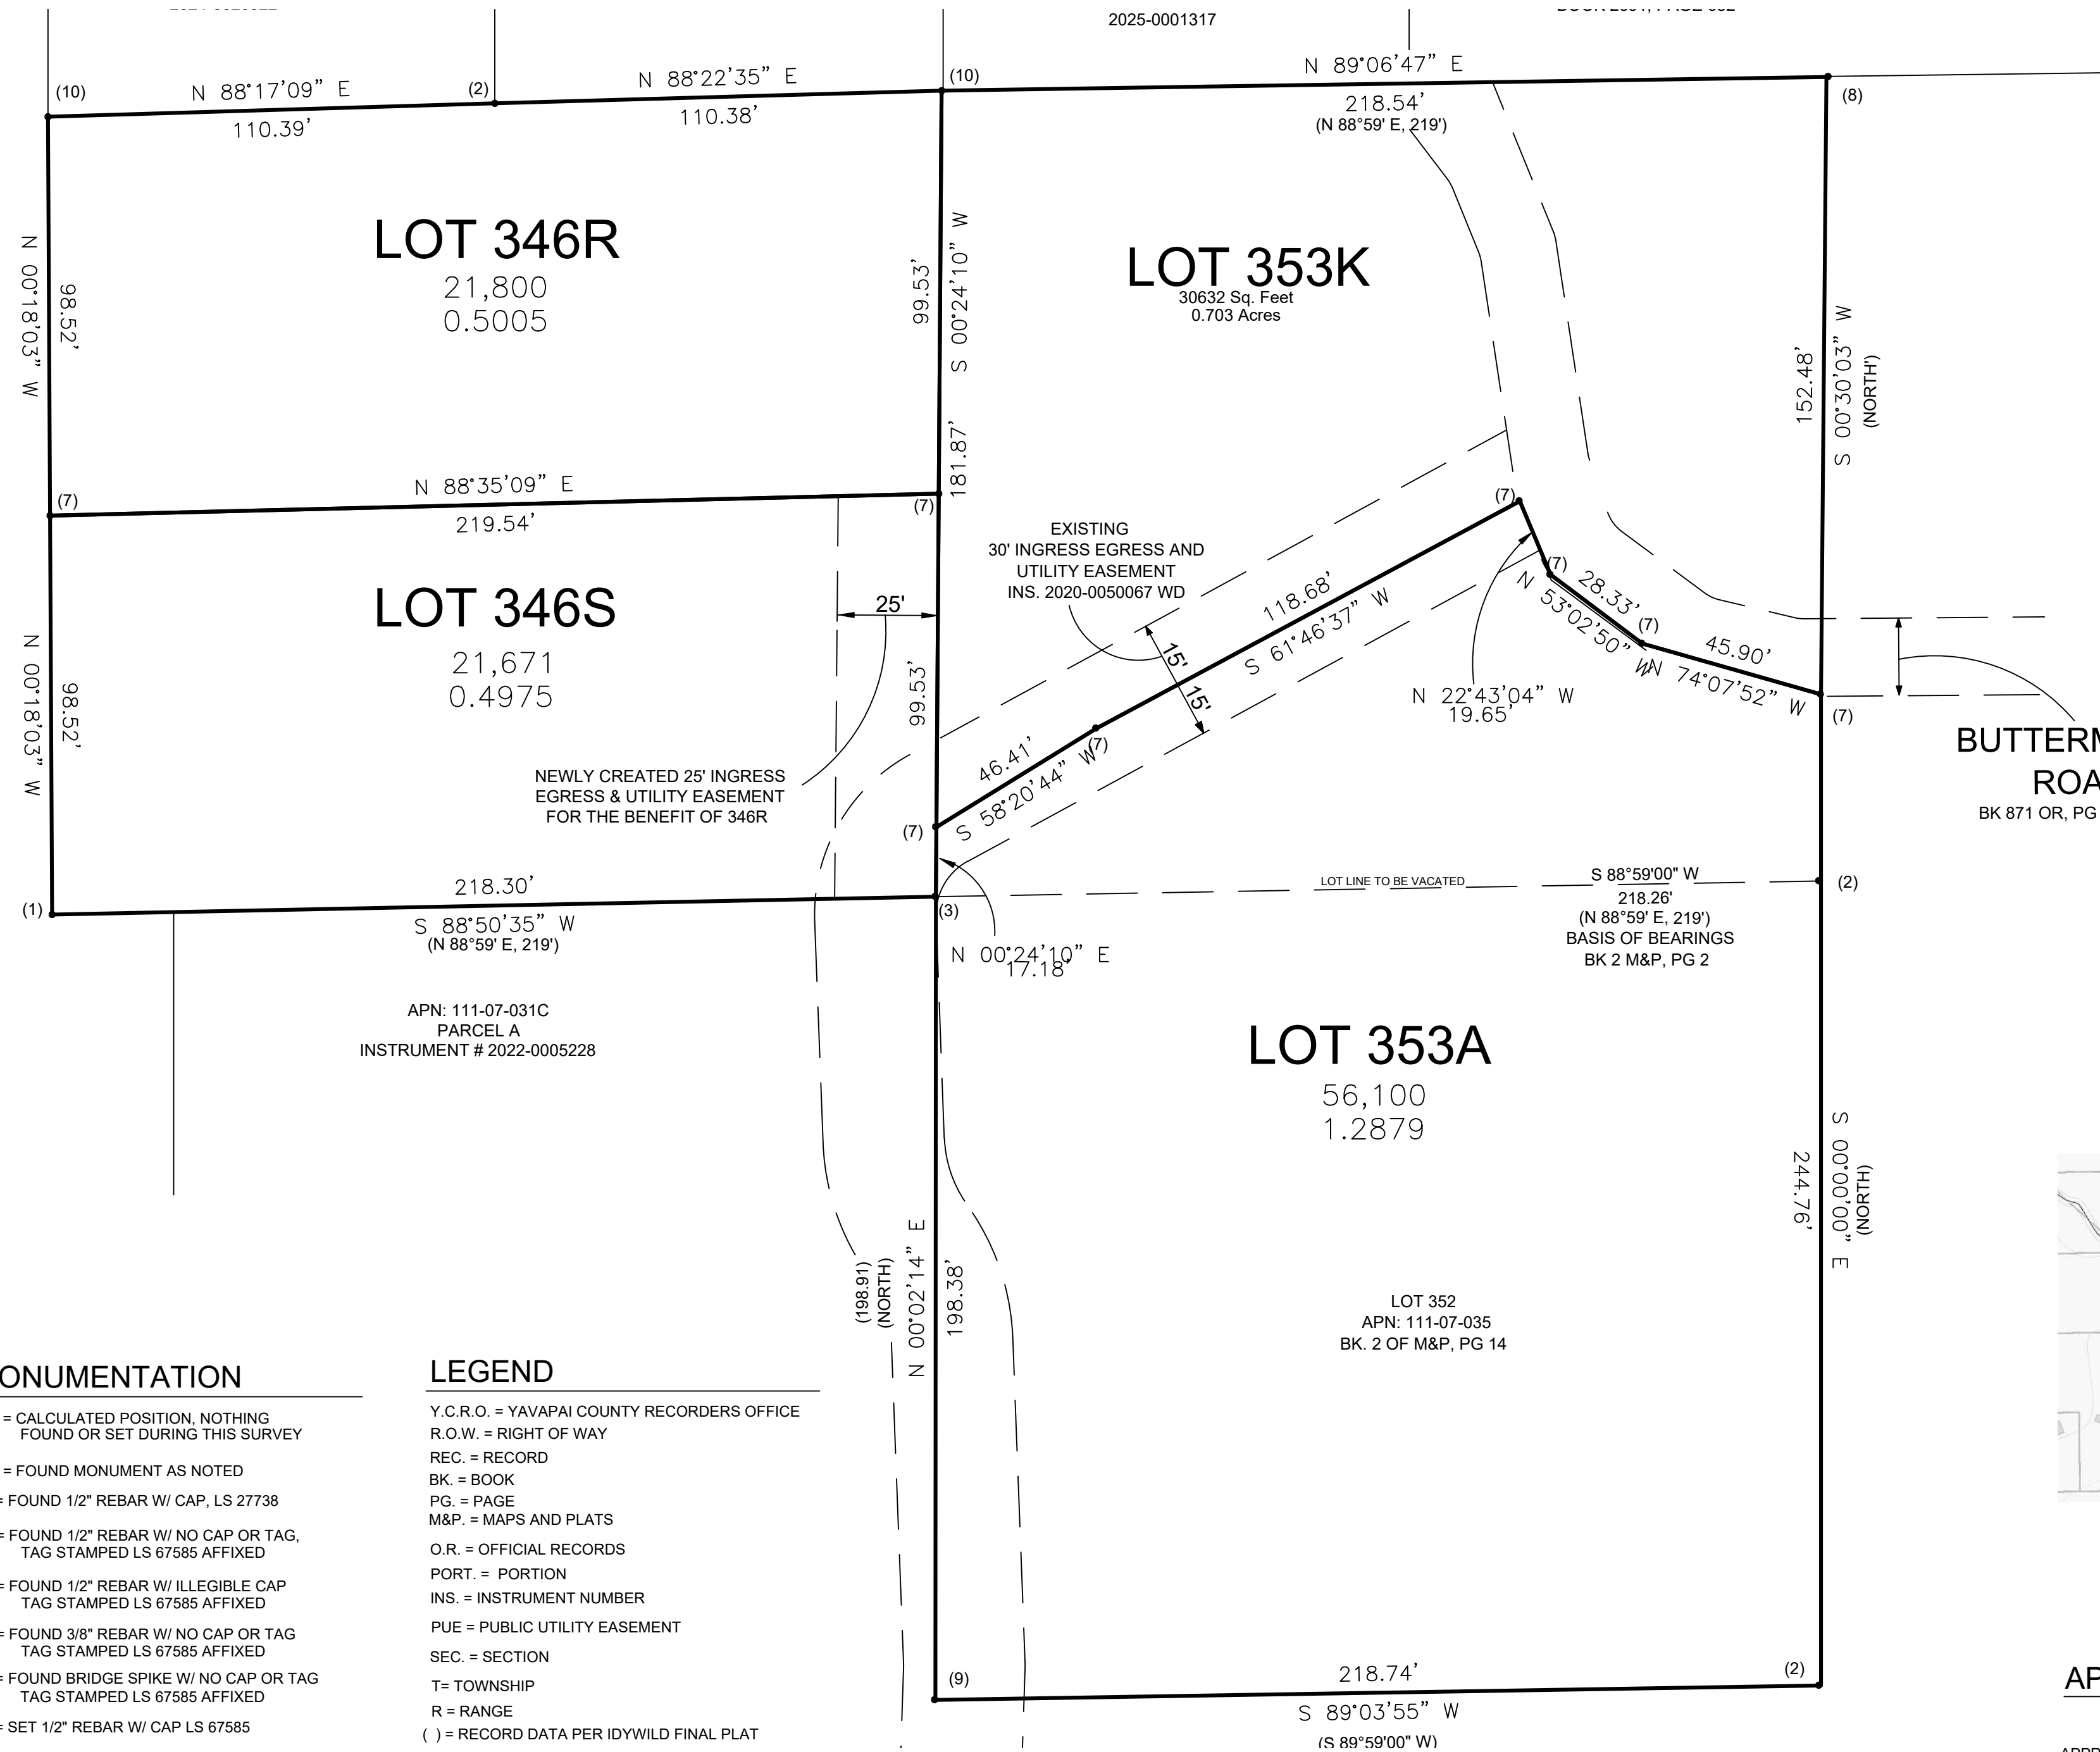 2025-0001317
(10)
N 88°17'09" E
110.39'
(2)
N 88°22'35" E
110.38'
(10)
N 89°06'47" E
218.54'
(N 88°59' E, 219')
(8)
N 00°18'03" W
98.52'
LOT 346R
21,800
0.5005
99.53'
S 00°24'10" W
181.87'
LOT 353K
30632 Sq. Feet
0.703 Acres
152.48'
S 00°30'03" W
(NORTH')
(7)
N 88°35'09" E
219.54'
(7)
(7)
EXISTING
30' INGRESS EGRESS AND
UTILITY EASEMENT
INS. 2020-0050067 WD
118.68'
S 61°46'37" W
15'
15'
(7)
28.33'
N 53°02'50" W
(7)
45.90'
N 74°07'52" W
(7)
N 22°43'04" W
19.65'
N 00°18'03" W
98.52'
LOT 346S
21,671
0.4975
25'
99.53'
NEWLY CREATED 25' INGRESS
EGRESS & UTILITY EASEMENT
FOR THE BENEFIT OF 346R
46.41'
S 58°20'44" W
(7)
(7)
BUTTERM
ROA
BK 871 OR, PG
(1)
218.30'
S 88°50'35" W
(N 88°59' E, 219')
(3)
N 00°24'10" E
17.18'
LOT LINE TO BE VACATED
S 88°59'00" W
218.26'
(N 88°59' E, 219')
BASIS OF BEARINGS
BK 2 M&P, PG 2
(2)
APN: 111-07-031C
PARCEL A
INSTRUMENT # 2022-0005228
LOT 353A
56,100
1.2879
244.76'
S 00°00'00" E
(NORTH)
(198.91)
(NORTH)
N 00°02'14" E
198.38'
LOT 352
APN: 111-07-035
BK. 2 OF M&P, PG 14
(9)
218.74'
S 89°03'55" W
(S 89°59'00" W)
(2)
ONUMENTATION
= CALCULATED POSITION, NOTHING
FOUND OR SET DURING THIS SURVEY
= FOUND MONUMENT AS NOTED
= FOUND 1/2" REBAR W/ CAP, LS 27738
= FOUND 1/2" REBAR W/ NO CAP OR TAG,
TAG STAMPED LS 67585 AFFIXED
= FOUND 1/2" REBAR W/ ILLEGIBLE CAP
TAG STAMPED LS 67585 AFFIXED
= FOUND 3/8" REBAR W/ NO CAP OR TAG
TAG STAMPED LS 67585 AFFIXED
= FOUND BRIDGE SPIKE W/ NO CAP OR TAG
TAG STAMPED LS 67585 AFFIXED
= SET 1/2" REBAR W/ CAP LS 67585
LEGEND
Y.C.R.O. = YAVAPAI COUNTY RECORDERS OFFICE
R.O.W. = RIGHT OF WAY
REC. = RECORD
BK. = BOOK
PG. = PAGE
M&P. = MAPS AND PLATS
O.R. = OFFICIAL RECORDS
PORT. = PORTION
INS. = INSTRUMENT NUMBER
PUE = PUBLIC UTILITY EASEMENT
SEC. = SECTION
T= TOWNSHIP
R = RANGE
( ) = RECORD DATA PER IDYWILD FINAL PLAT
AP